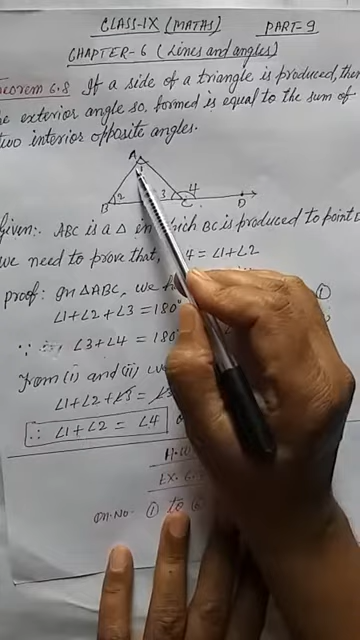 CLASS-IX (MATHS) PART-9
CHAPTER-6 (Lines and angles)
Theorem 6.8 If a side of a triangle is produced, then
the exterior angle so, formed is equal to the sum of
two interior opposite angles.
A
1
2 3 4
B C D
Given: ABC is a Δ in which BC is produced to point D
we need to prove that, 4 = ∠1+∠2
Proof: In ΔABC, we
∠1+∠2+∠3 = 180°
∵ ∠3+∠4 = 180°
From (i) and (ii) we
∠1+∠2+∠3 =
∴ ∠1+∠2 = ∠4
H.W
EX. 6.
Qn. No. ① to ⑥